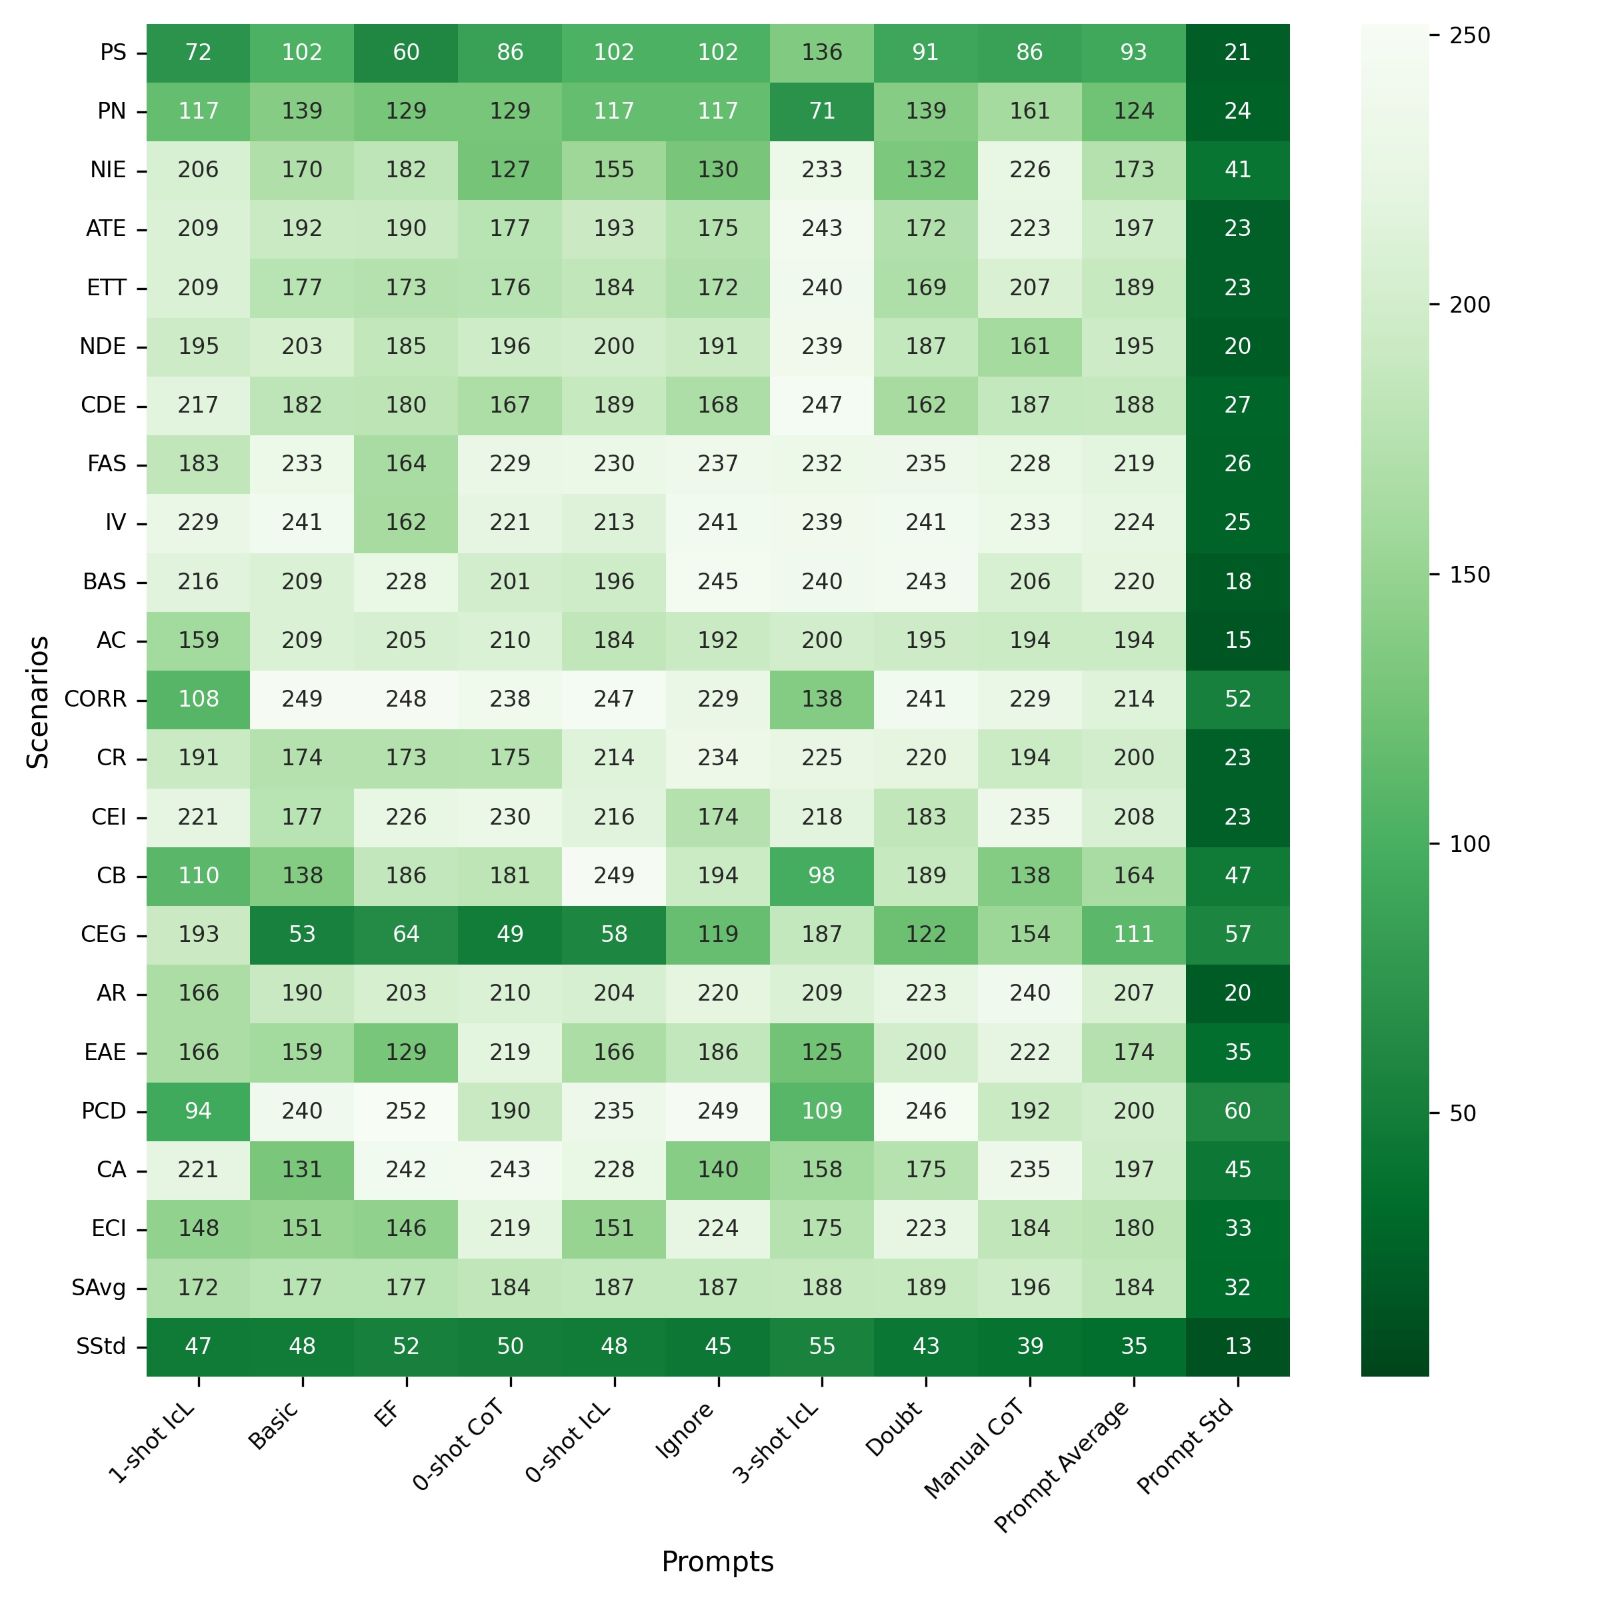 PS 72 102 60 86 102 102 136 91 86 93 21
PN 117 139 129 129 117 117 71 139 161 124 24
NIE 206 170 182 127 155 130 233 132 226 173 41
ATE 209 192 190 177 193 175 243 172 223 197 23
ETT 209 177 173 176 184 172 240 169 207 189 23
NDE 195 203 185 196 200 191 239 187 161 195 20
CDE 217 182 180 167 189 168 247 162 187 188 27
FAS 183 233 164 229 230 237 232 235 228 219 26
IV 229 241 162 221 213 241 239 241 233 224 25
BAS 216 209 228 201 196 245 240 243 206 220 18
AC 159 209 205 210 184 192 200 195 194 194 15
CORR 108 249 248 238 247 229 138 241 229 214 52
CR 191 174 173 175 214 234 225 220 194 200 23
CEI 221 177 226 230 216 174 218 183 235 208 23
CB 110 138 186 181 249 194 98 189 138 164 47
CEG 193 53 64 49 58 119 187 122 154 111 57
AR 166 190 203 210 204 220 209 223 240 207 20
EAE 166 159 129 219 166 186 125 200 222 174 35
PCD 94 240 252 190 235 249 109 246 192 200 60
CA 221 131 242 243 228 140 158 175 235 197 45
ECI 148 151 146 219 151 224 175 223 184 180 33
SAvg 172 177 177 184 187 187 188 189 196 184 32
SStd 47 48 52 50 48 45 55 43 39 35 13
Scenarios
1-shot IcL
Basic
EF
0-shot CoT
0-shot IcL
Ignore
3-shot IcL
Doubt
Manual CoT
Prompt Average
Prompt Std
Prompts
250
200
150
100
50